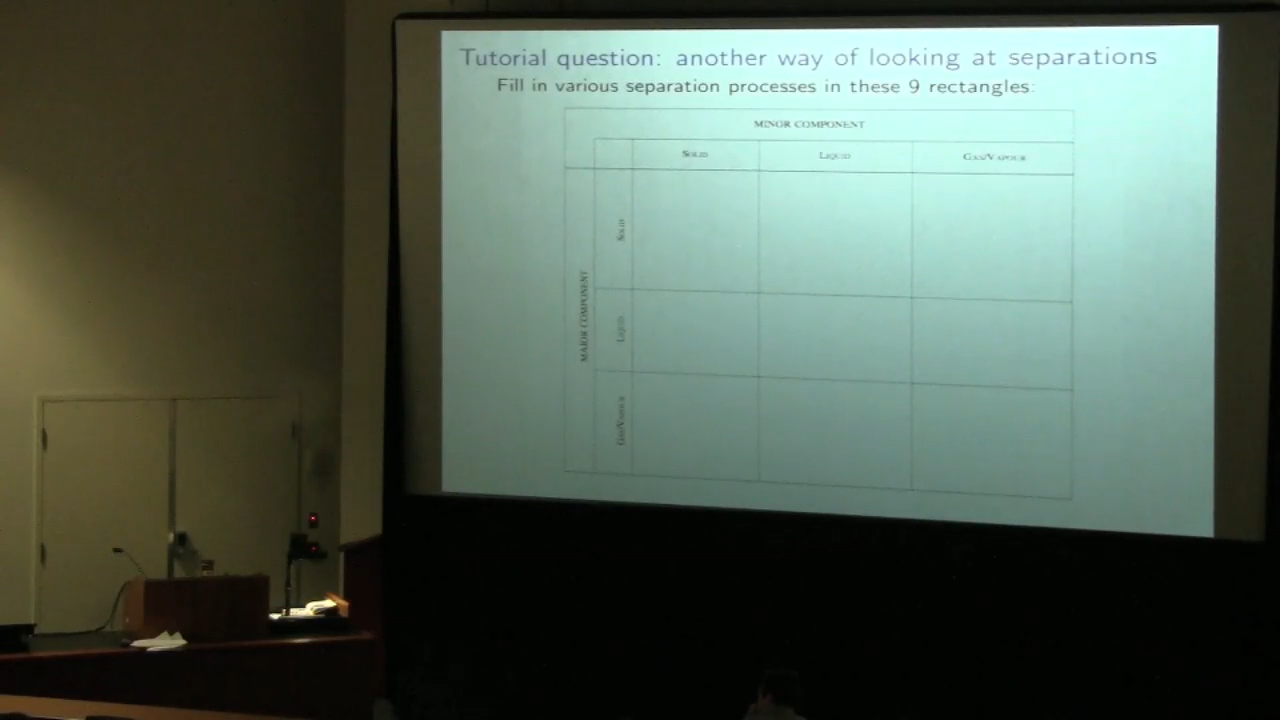 Tutorial question: another way of looking at separations
Fill in various separation processes in these 9 rectangles:
MINOR COMPONENT
SOLID LIQUID GAS/VAPOUR
MAJOR COMPONENT
SOLID
LIQUID
GAS/VAPOUR